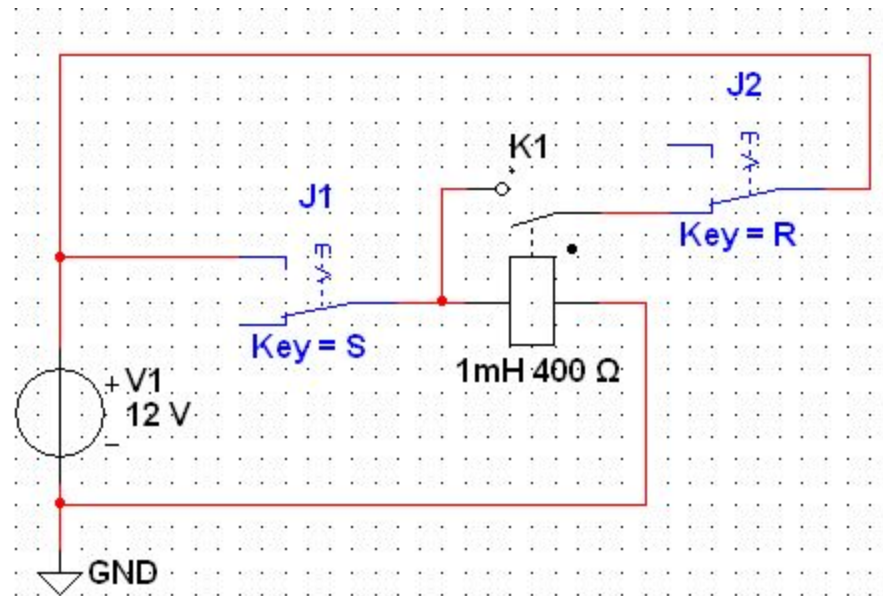 J2
K1
J1
Key = R
Key = S
1mH 400 Ω
+ V1
12 V
−
GND